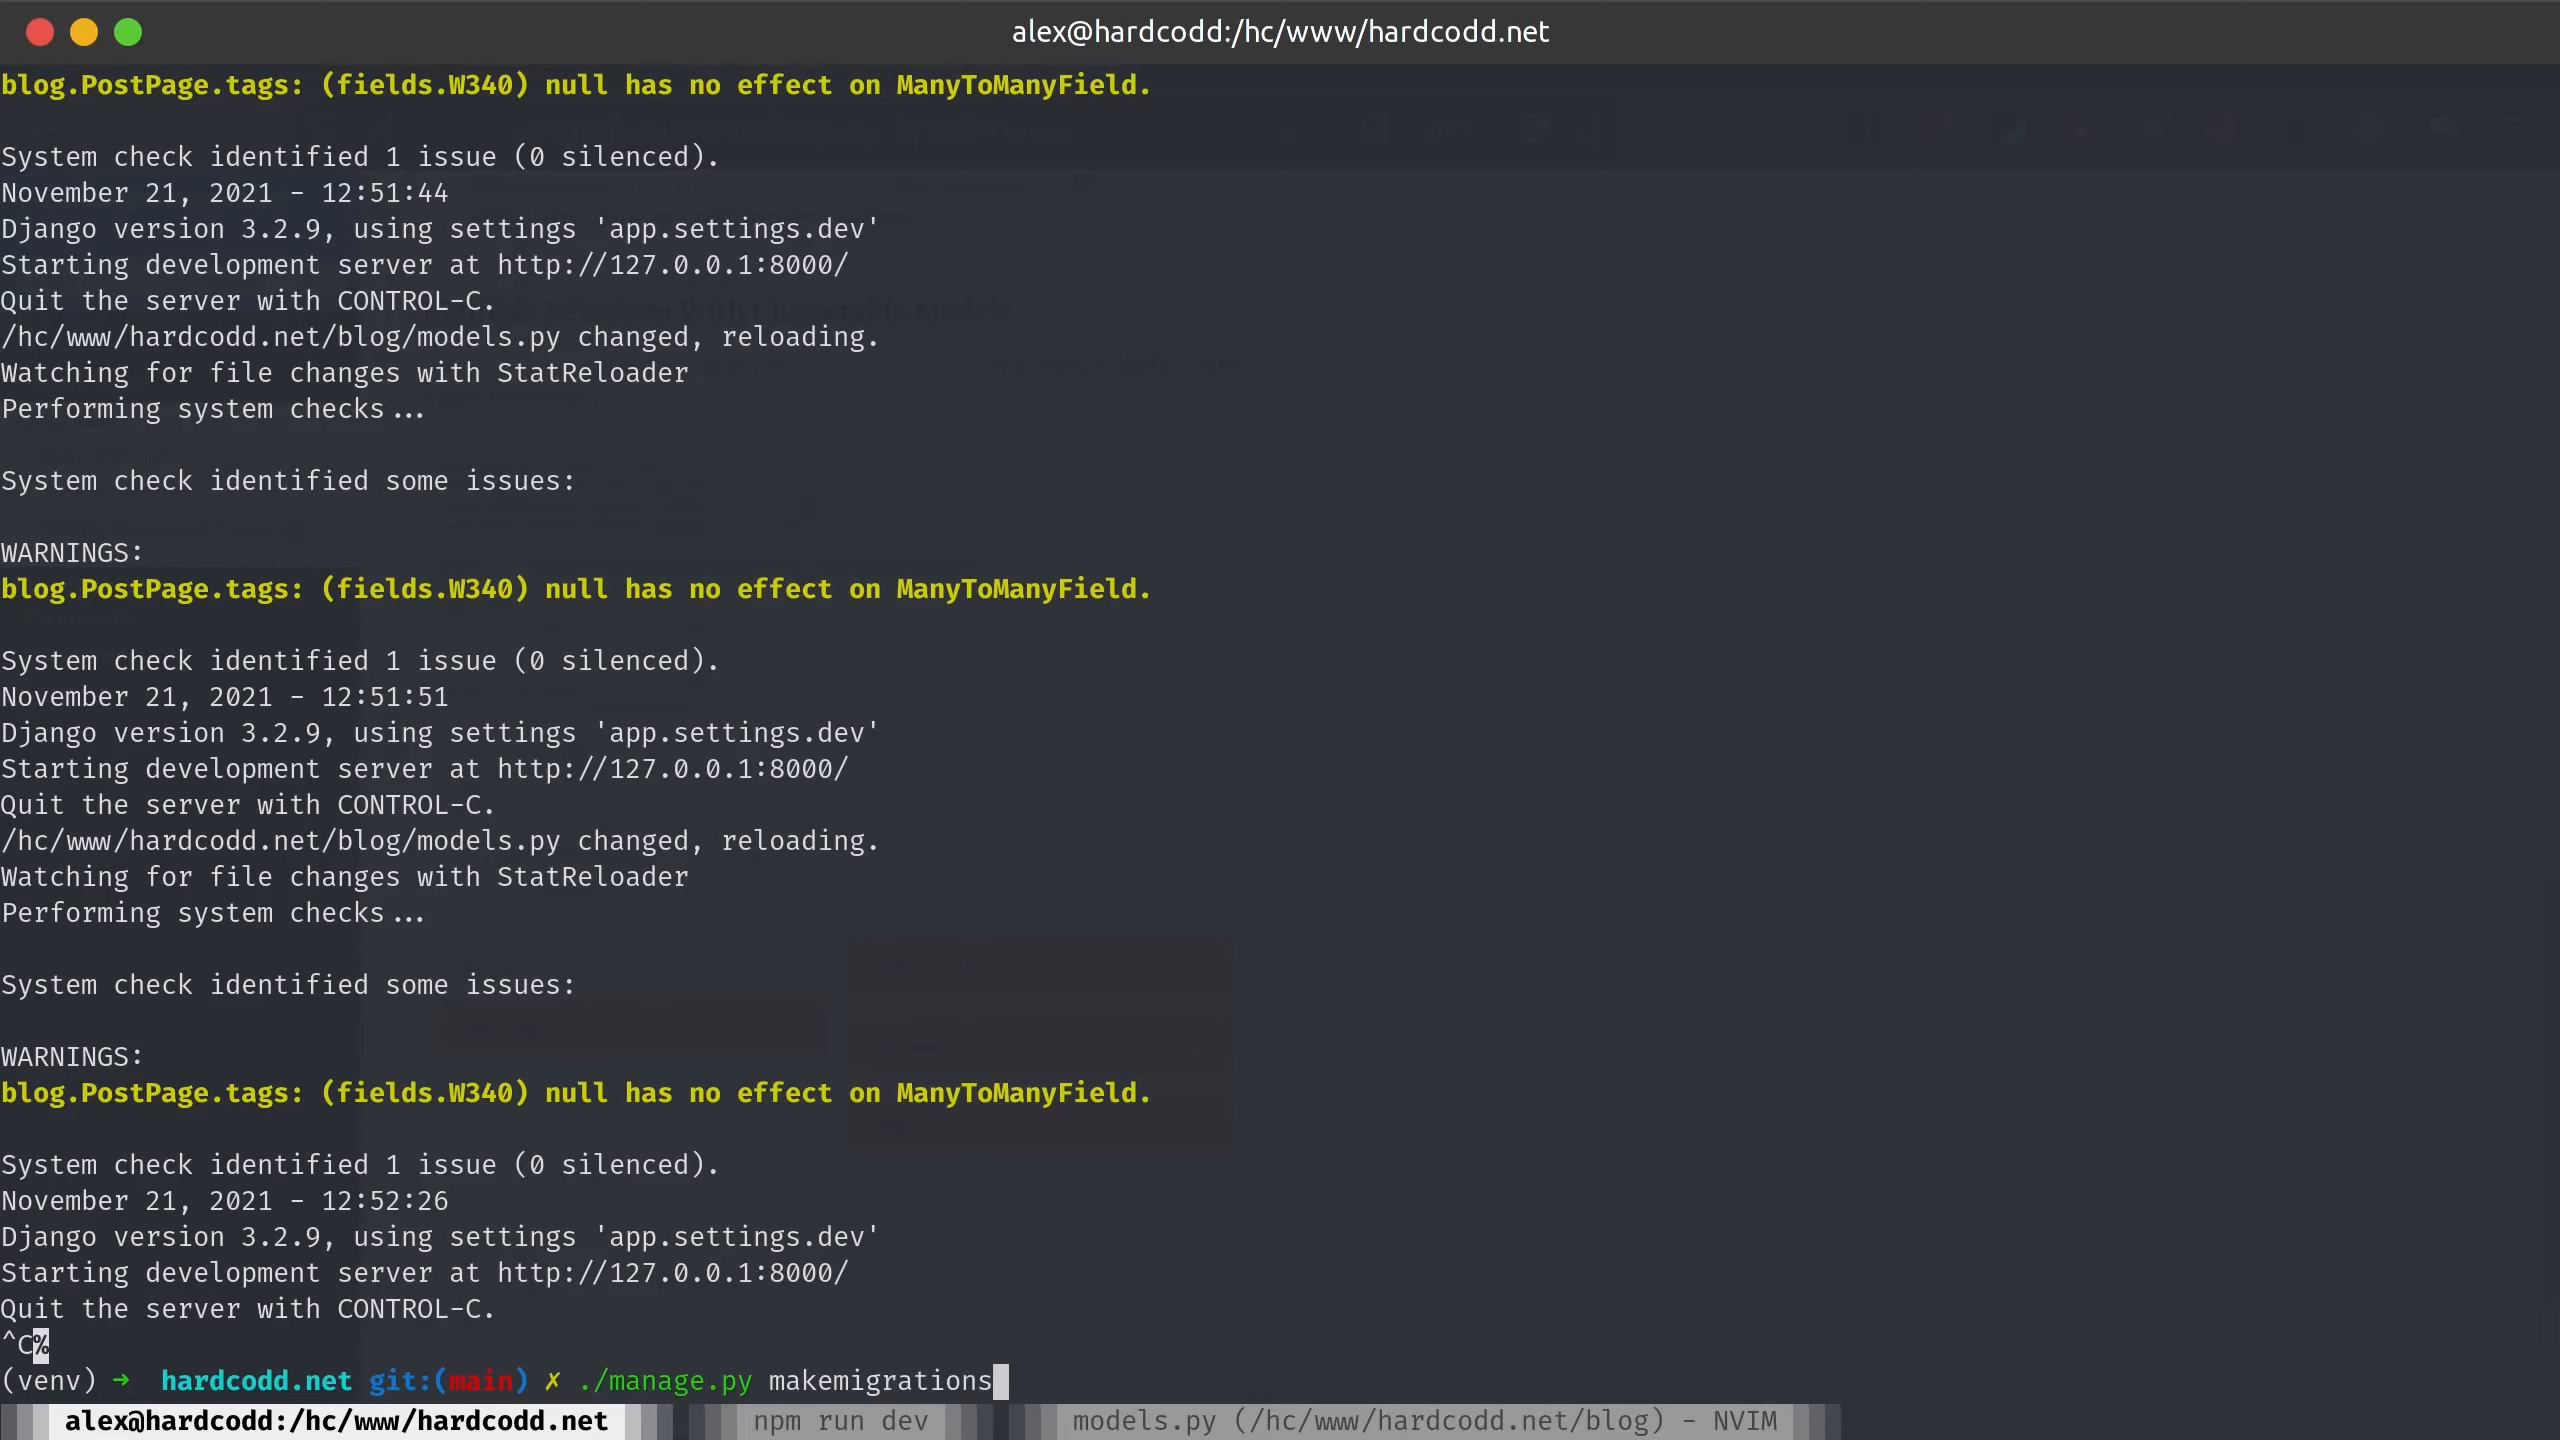 alex@hardcodd:/hc/www/hardcodd.net
blog.PostPage.tags: (fields.W340) null has no effect on ManyToManyField.
System check identified 1 issue (0 silenced).
November 21, 2021 - 12:51:44
Django version 3.2.9, using settings 'app.settings.dev'
Starting development server at http://127.0.0.1:8000/
Quit the server with CONTROL-C.
/hc/www/hardcodd.net/blog/models.py changed, reloading.
Watching for file changes with StatReloader
Performing system checks...
System check identified some issues:
WARNINGS:
blog.PostPage.tags: (fields.W340) null has no effect on ManyToManyField.
System check identified 1 issue (0 silenced).
November 21, 2021 - 12:51:51
Django version 3.2.9, using settings 'app.settings.dev'
Starting development server at http://127.0.0.1:8000/
Quit the server with CONTROL-C.
/hc/www/hardcodd.net/blog/models.py changed, reloading.
Watching for file changes with StatReloader
Performing system checks...
System check identified some issues:
WARNINGS:
blog.PostPage.tags: (fields.W340) null has no effect on ManyToManyField.
System check identified 1 issue (0 silenced).
November 21, 2021 - 12:52:26
Django version 3.2.9, using settings 'app.settings.dev'
Starting development server at http://127.0.0.1:8000/
Quit the server with CONTROL-C.
^C%
(venv) ➜  hardcodd.net git:(main) ✗ ./manage.py makemigrations
alex@hardcodd:/hc/www/hardcodd.net npm run dev models.py (/hc/www/hardcodd.net/blog) - NVIM